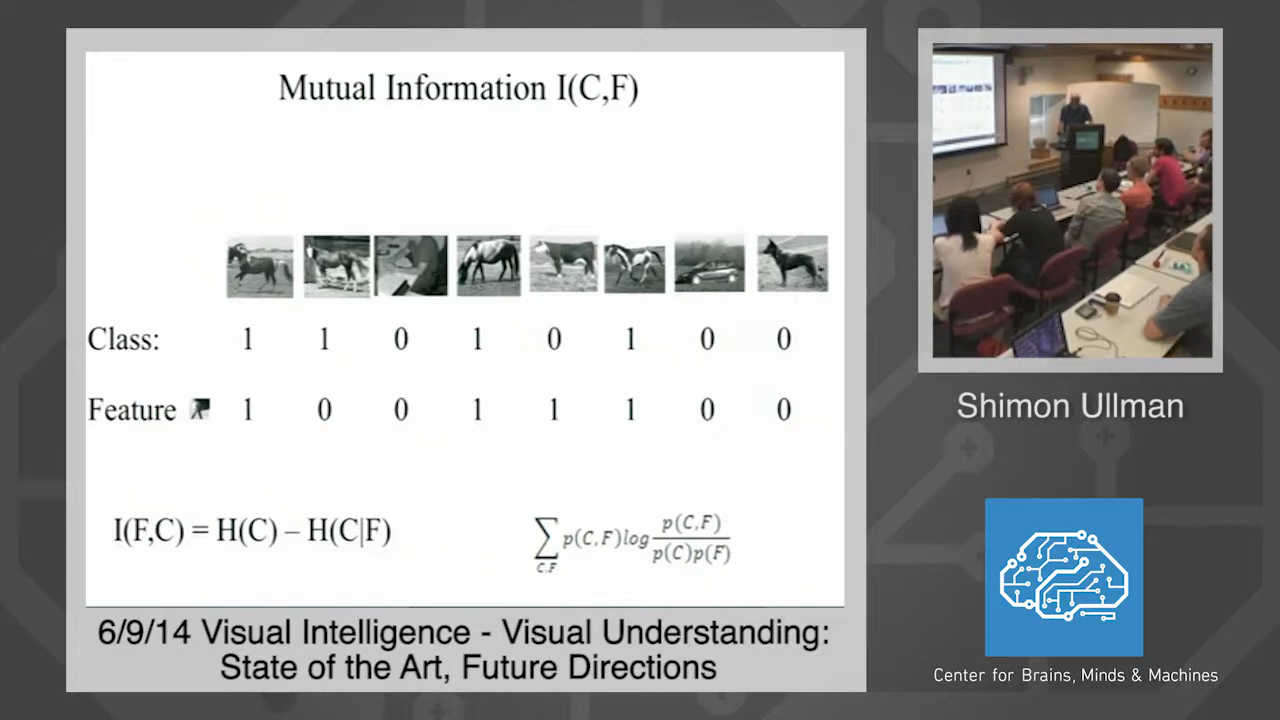 Mutual Information I(C,F)
Class: 1 1 0 1 0 1 0 0
Feature 1 0 0 1 1 1 0 0
I(F,C) = H(C) – H(C|F)
∑ p(C,F)log p(C,F) / p(C)p(F)
C,F
6/9/14 Visual Intelligence - Visual Understanding:
State of the Art, Future Directions
Shimon Ullman
Center for Brains, Minds & Machines